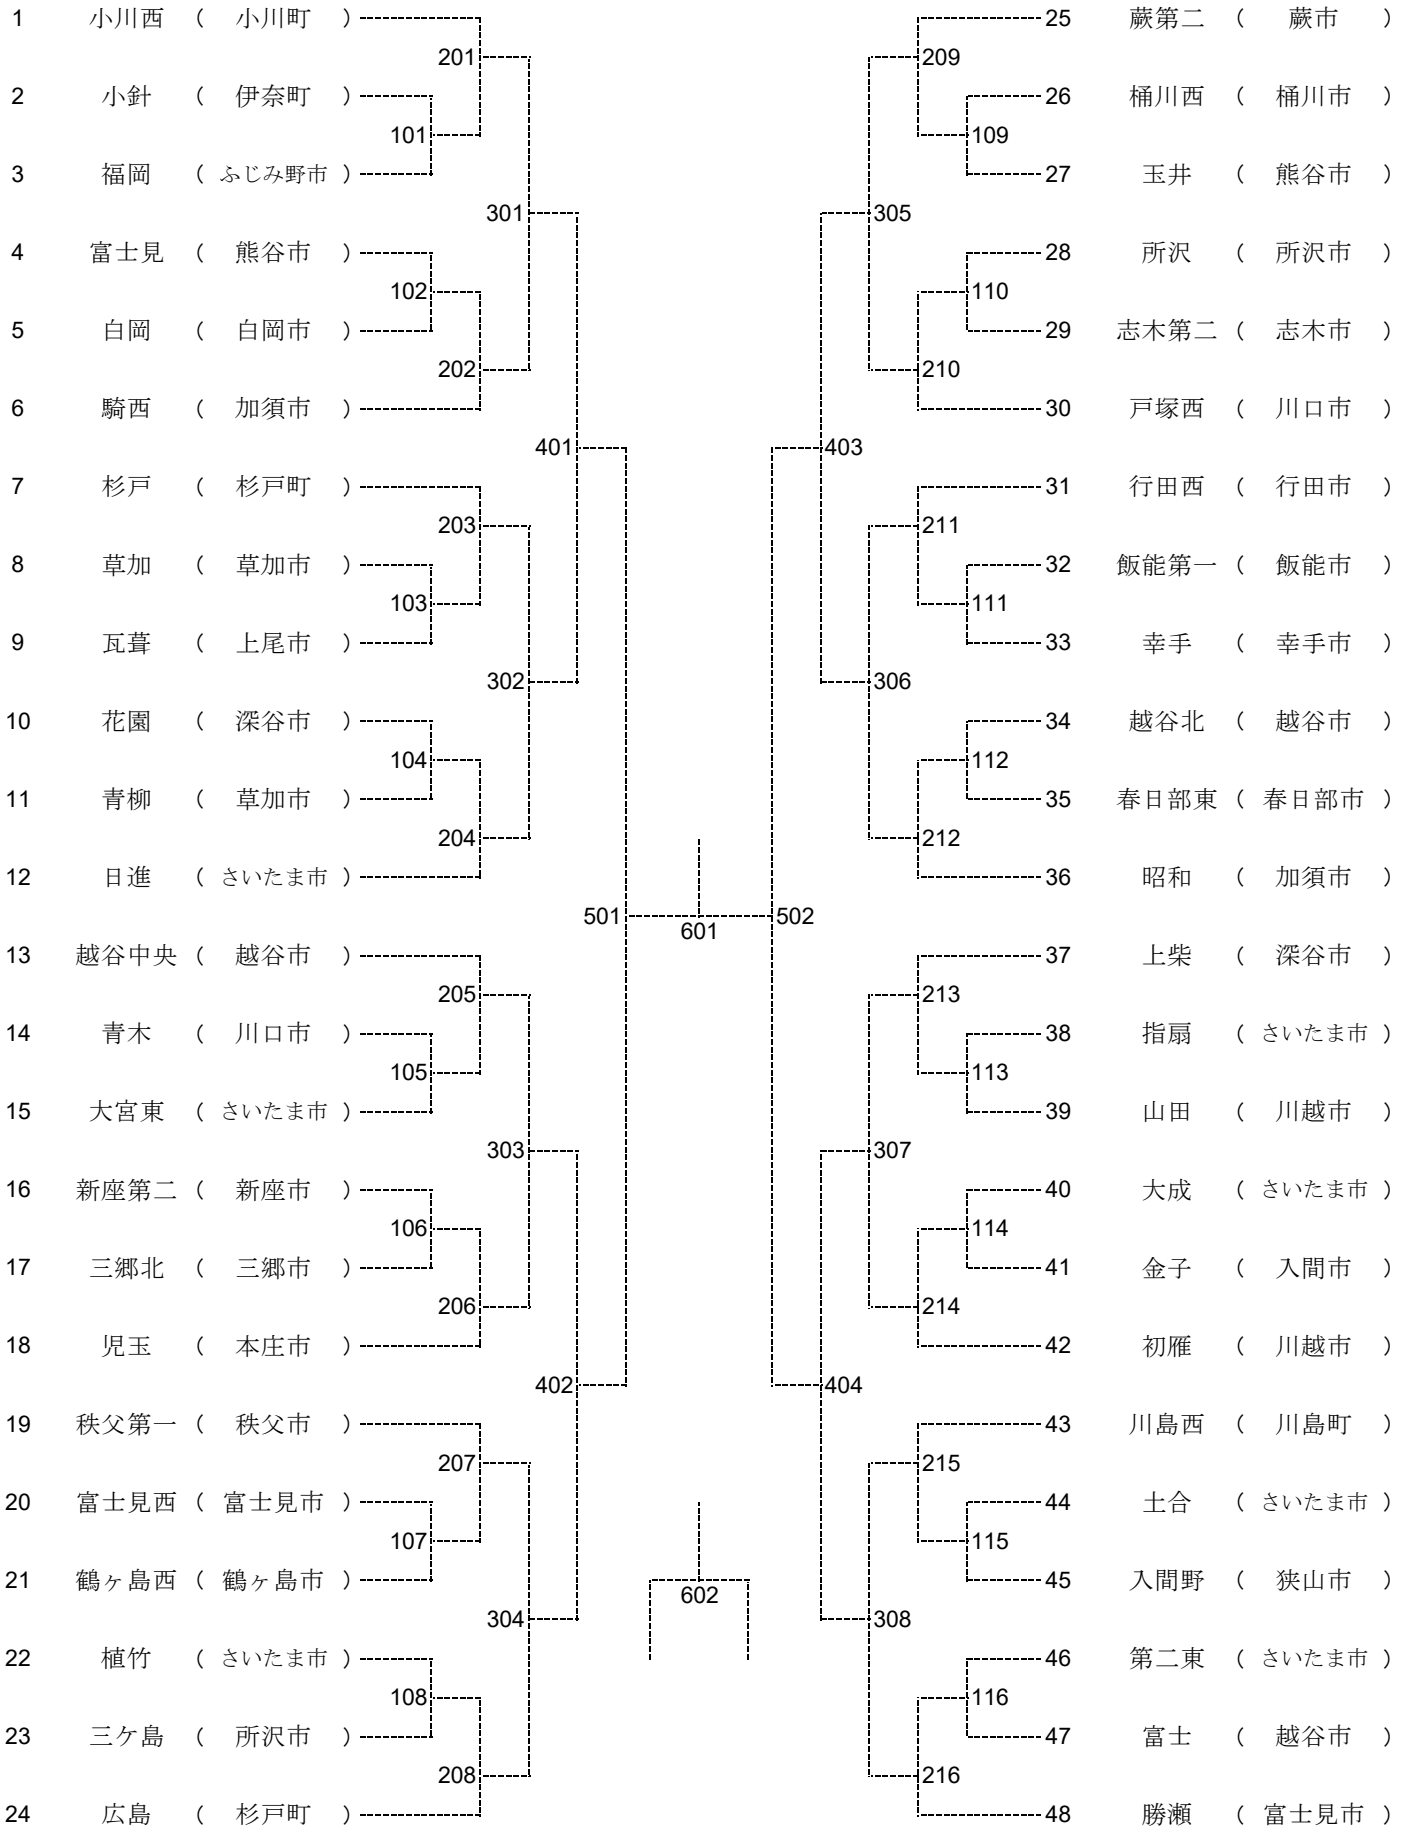 1 小川西 （ 小川町 ） 25 蕨第二 （ 蕨市 ）
201 209
2 小針 （ 伊奈町 ） 26 桶川西 （ 桶川市 ）
101 109
3 福岡 （ ふじみ野市 ） 27 玉井 （ 熊谷市 ）
301 305
4 富士見 （ 熊谷市 ） 28 所沢 （ 所沢市 ）
102 110
5 白岡 （ 白岡市 ） 29 志木第二 （ 志木市 ）
202 210
6 騎西 （ 加須市 ） 30 戸塚西 （ 川口市 ）
401 403
7 杉戸 （ 杉戸町 ） 31 行田西 （ 行田市 ）
203 211
8 草加 （ 草加市 ） 32 飯能第一 （ 飯能市 ）
103 111
9 瓦葺 （ 上尾市 ） 33 幸手 （ 幸手市 ）
302 306
10 花園 （ 深谷市 ） 34 越谷北 （ 越谷市 ）
104 112
11 青柳 （ 草加市 ） 35 春日部東 （ 春日部市 ）
204 212
12 日進 （ さいたま市 ） 36 昭和 （ 加須市 ）
501 502
601
13 越谷中央 （ 越谷市 ） 37 上柴 （ 深谷市 ）
205 213
14 青木 （ 川口市 ） 38 指扇 （ さいたま市 ）
105 113
15 大宮東 （ さいたま市 ） 39 山田 （ 川越市 ）
303 307
16 新座第二 （ 新座市 ） 40 大成 （ さいたま市 ）
106 114
17 三郷北 （ 三郷市 ） 41 金子 （ 入間市 ）
206 214
18 児玉 （ 本庄市 ） 42 初雁 （ 川越市 ）
402 404
19 秩父第一 （ 秩父市 ） 43 川島西 （ 川島町 ）
207 215
20 富士見西 （ 富士見市 ） 44 土合 （ さいたま市 ）
107 115
21 鶴ヶ島西 （ 鶴ヶ島市 ） 45 入間野 （ 狭山市 ）
602
304 308
22 植竹 （ さいたま市 ） 46 第二東 （ さいたま市 ）
108 116
23 三ケ島 （ 所沢市 ） 47 富士 （ 越谷市 ）
208 216
24 広島 （ 杉戸町 ） 48 勝瀬 （ 富士見市 ）